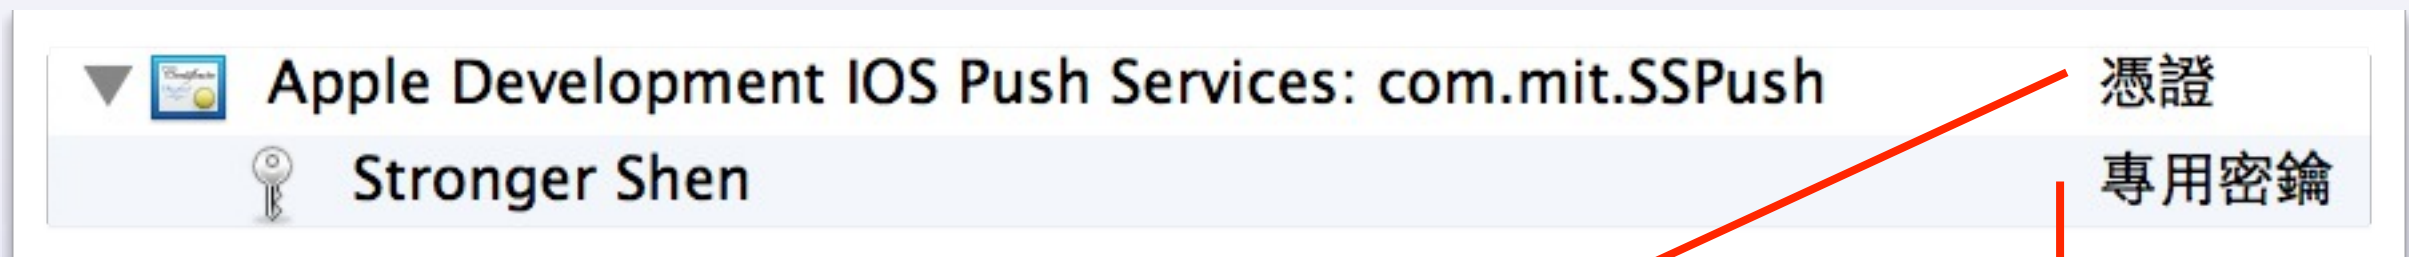 Apple Development IOS Push Services: com.mit.SSPush 憑證
Stronger Shen 專用密鑰